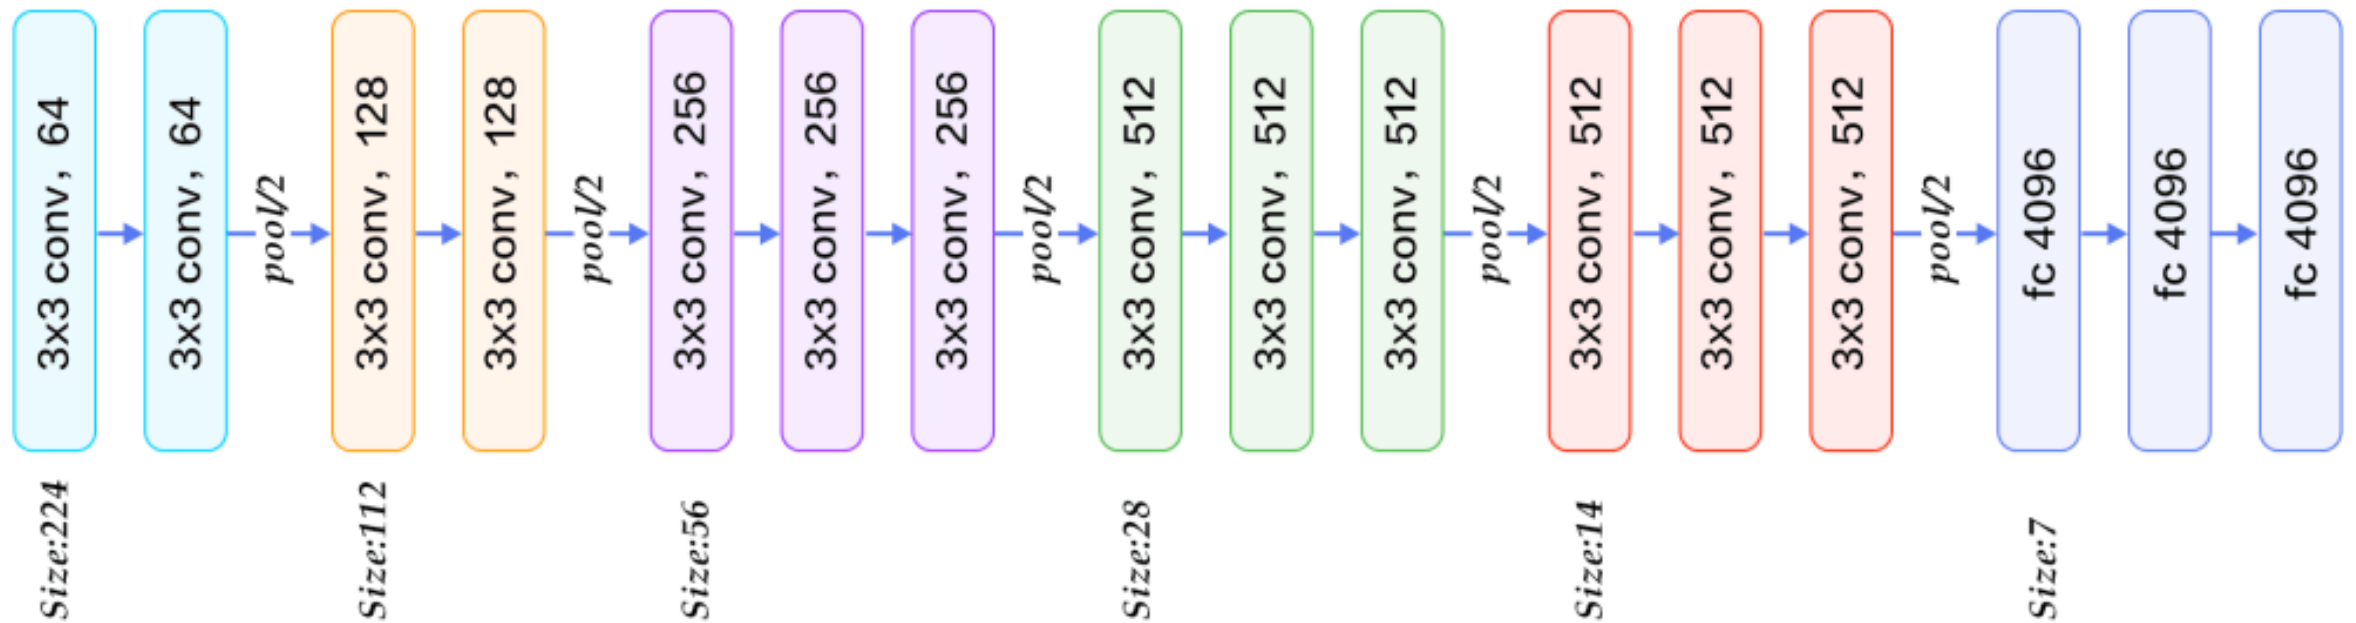 3x3 conv, 64
3x3 conv, 64
pool/2
3x3 conv, 128
3x3 conv, 128
pool/2
3x3 conv, 256
3x3 conv, 256
3x3 conv, 256
pool/2
3x3 conv, 512
3x3 conv, 512
3x3 conv, 512
pool/2
3x3 conv, 512
3x3 conv, 512
3x3 conv, 512
pool/2
fc 4096
fc 4096
fc 4096
Size:224
Size:112
Size:56
Size:28
Size:14
Size:7